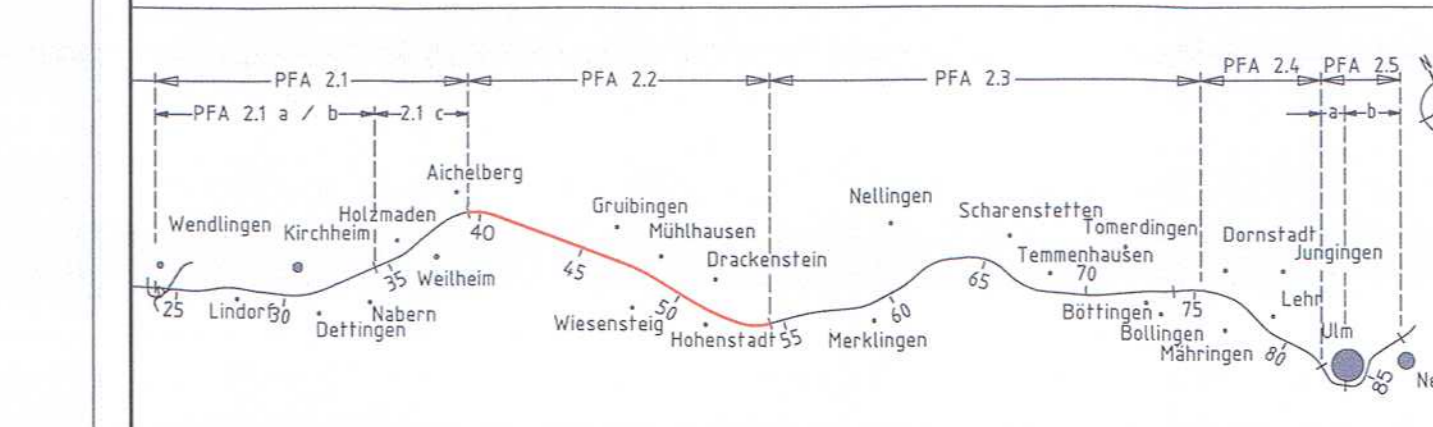 PFA 2.1
PFA 2.2
PFA 2.3
PFA 2.4
PFA 2.5
PFA 2.1 a / b
2.1 c
a
b
N
Aichelberg
Wendlingen
Kirchheim
Holzmaden
40
Gruibingen
Mühlhausen
Nellingen
Scharenstetten
Tomerdingen
Dornstadt
Jungingen
35
Weilheim
45
Drackenstein
65
Temmenhausen
70
25
Lindorf
30
Dettingen
Nabern
Wiesensteig
50
Hohenstadt
55
Merklingen
60
Böttingen
75
Bollingen
Mähringen
Lehr
80
Ulm
85